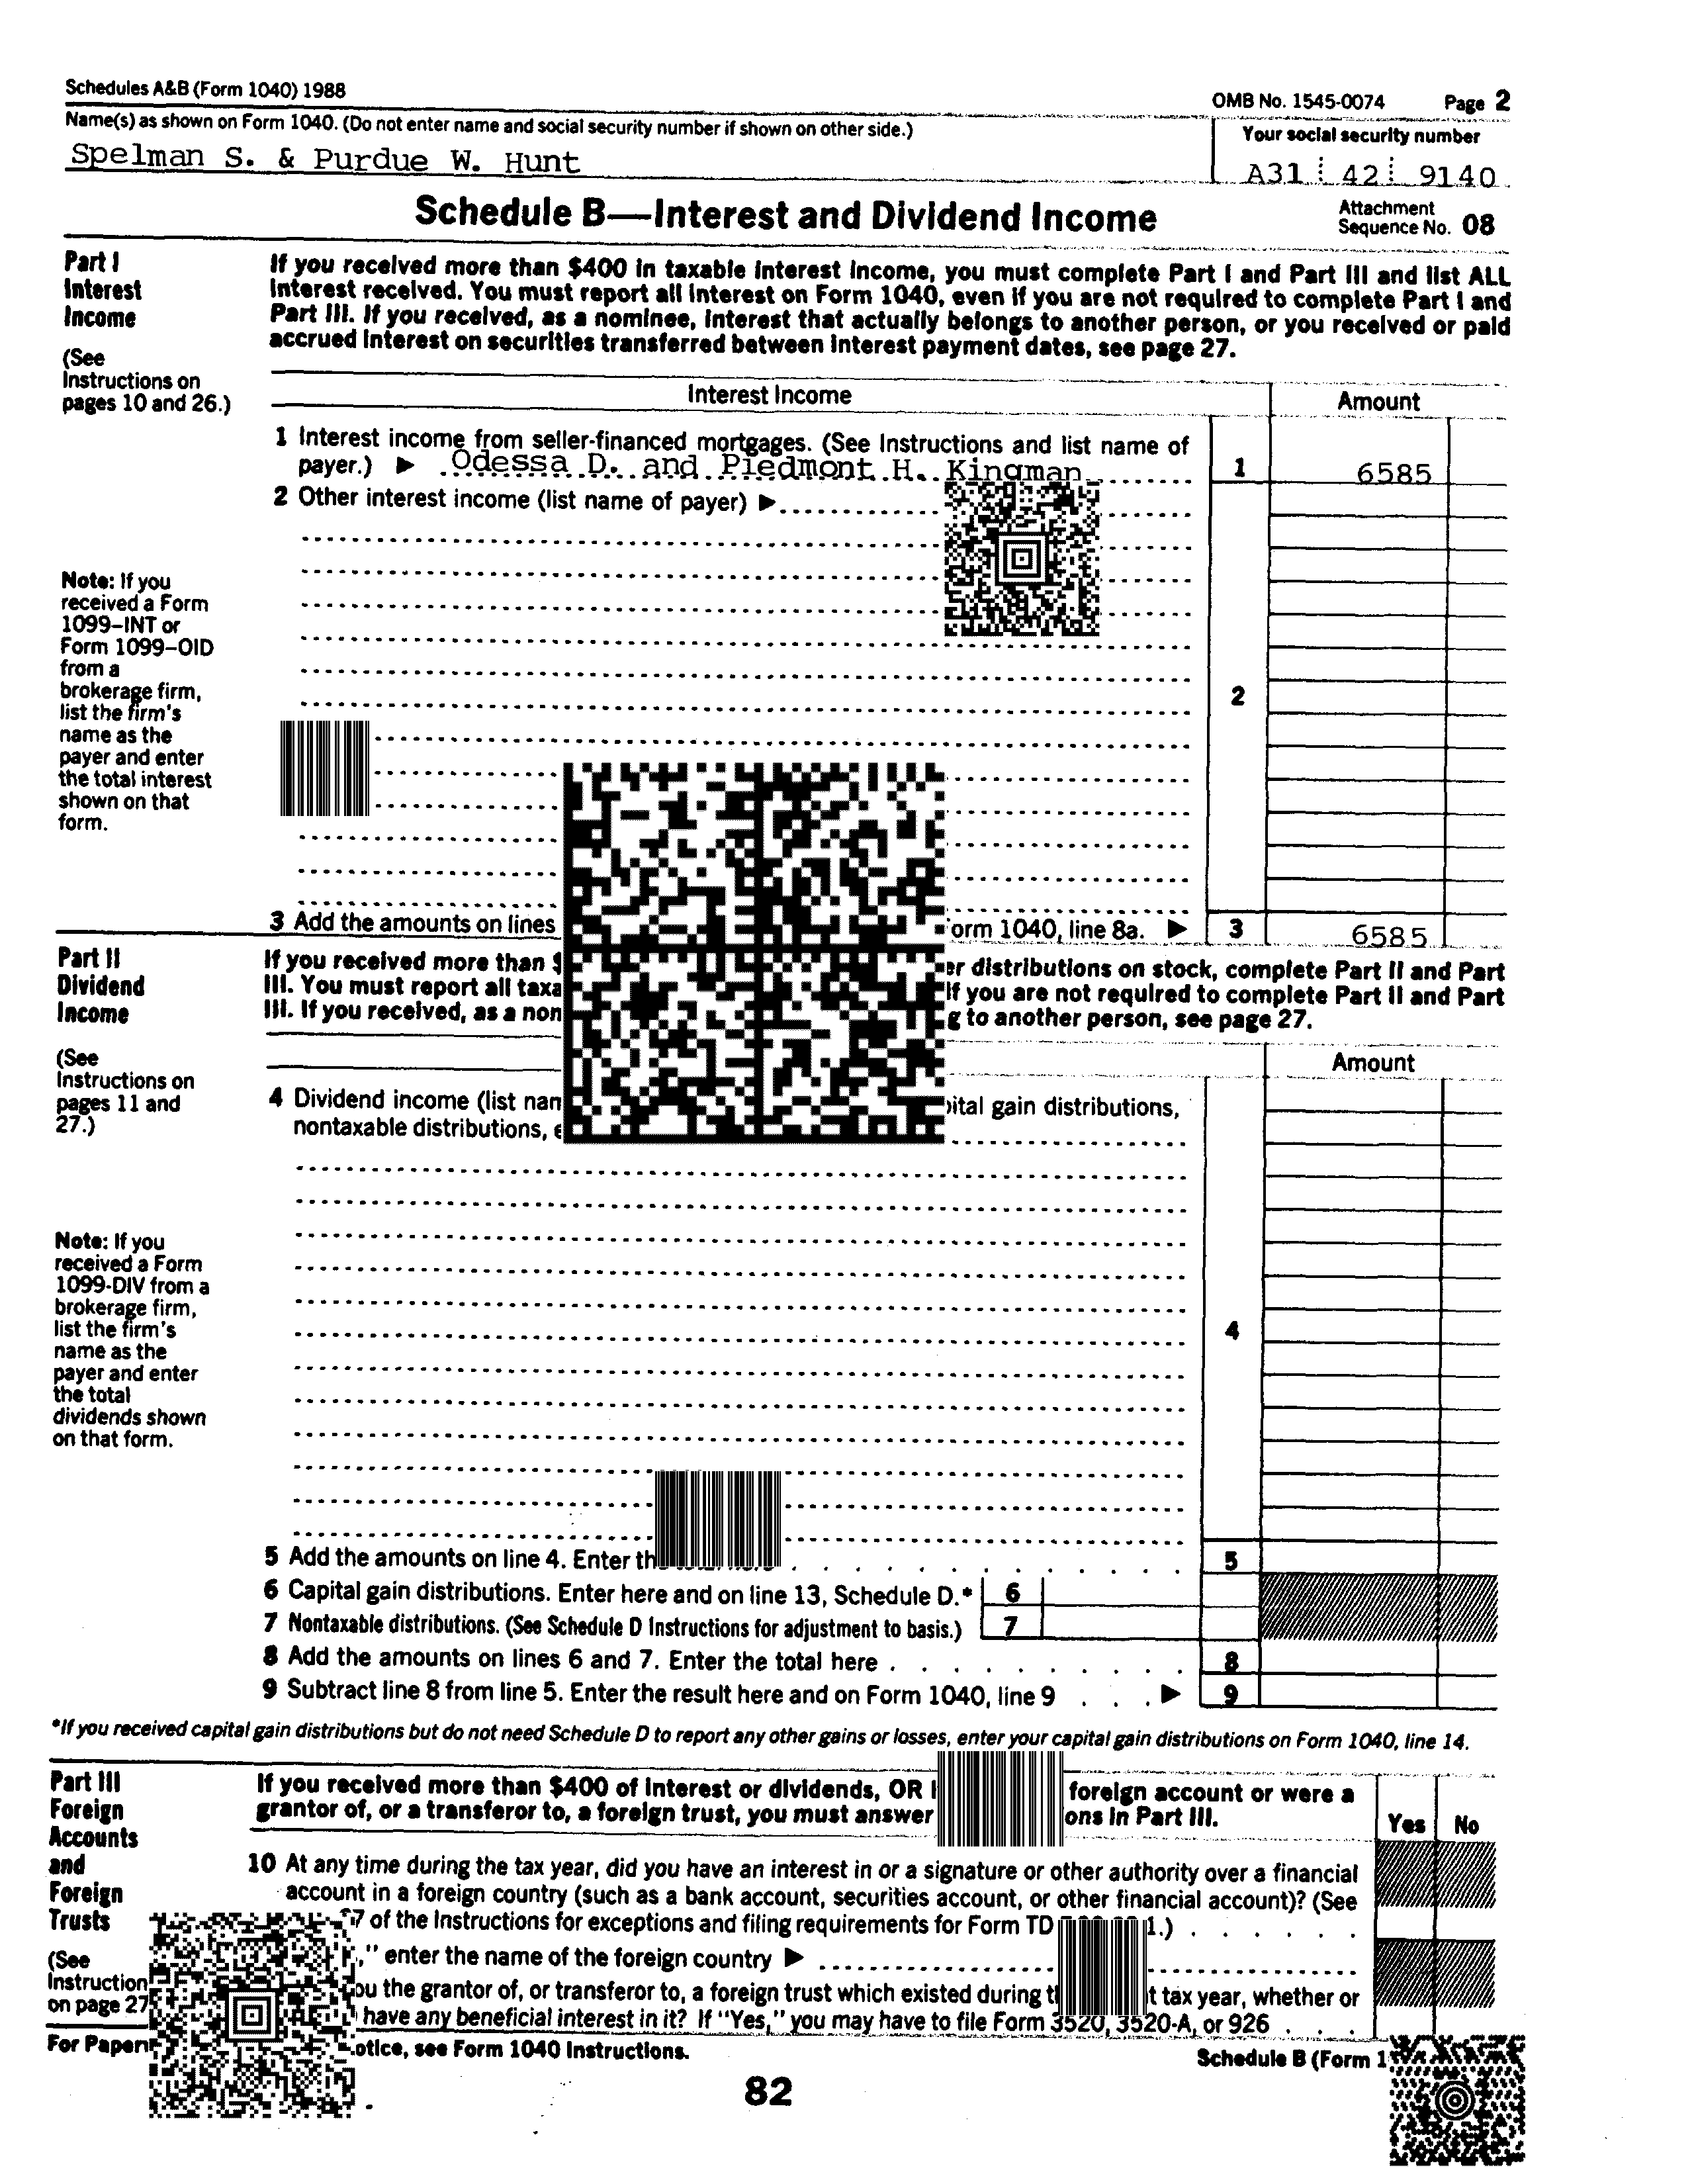 Schedules A&B (Form 1040) 1988
OMB No. 1545-0074 Page 2
Name(s) as shown on Form 1040. (Do not enter name and social security number if shown on other side.)
Your social security number
Spelman S. & Purdue W. Hunt
A31 42 9140
Schedule B—Interest and Dividend Income
Attachment
Sequence No. 08
Part I
Interest
Income
(See
Instructions on
pages 10 and 26.)
If you received more than $400 in taxable interest income, you must complete Part I and Part III and list ALL
interest received. You must report all interest on Form 1040, even if you are not required to complete Part I and
Part III. If you received, as a nominee, interest that actually belongs to another person, or you received or paid
accrued interest on securities transferred between interest payment dates, see page 27.
Interest Income
Amount
1 Interest income from seller-financed mortgages. (See Instructions and list name of
payer.) ▶ Odessa D. and Piedmont H. Kingman
1 6585
2 Other interest income (list name of payer) ▶
Note: If you
received a Form
1099–INT or
Form 1099–OID
from a
brokerage firm,
list the firm's
name as the
payer and enter
the total interest
shown on that
form.
2
3 Add the amounts on lines orm 1040, line 8a. ▶ 3 6585
Part II
Dividend
Income
(See
Instructions on
pages 11 and
27.)
If you received more than $ er distributions on stock, complete Part II and Part
III. You must report all taxa If you are not required to complete Part II and Part
III. If you received, as a non g to another person, see page 27.
Amount
4 Dividend income (list nam ital gain distributions,
nontaxable distributions,
Note: If you
received a Form
1099-DIV from a
brokerage firm,
list the firm's
name as the
payer and enter
the total
dividends shown
on that form.
4
5 Add the amounts on line 4. Enter th 5
6 Capital gain distributions. Enter here and on line 13, Schedule D.* 6
7 Nontaxable distributions. (See Schedule D Instructions for adjustment to basis.) 7
8 Add the amounts on lines 6 and 7. Enter the total here 8
9 Subtract line 8 from line 5. Enter the result here and on Form 1040, line 9 ▶ 9
*If you received capital gain distributions but do not need Schedule D to report any other gains or losses, enter your capital gain distributions on Form 1040, line 14.
Part III
Foreign
Accounts
and
Foreign
Trusts
(See
Instruction
on page 27
If you received more than $400 of interest or dividends, OR foreign account or were a
grantor of, or a transferor to, a foreign trust, you must answer ons in Part III.
Yes No
10 At any time during the tax year, did you have an interest in or a signature or other authority over a financial
account in a foreign country (such as a bank account, securities account, or other financial account)? (See
7 of the Instructions for exceptions and filing requirements for Form TD 1.)
," enter the name of the foreign country ▶
ou the grantor of, or transferor to, a foreign trust which existed during t t tax year, whether or
have any beneficial interest in it? If "Yes," you may have to file Form 3520, 3520-A, or 926
For Paper otice, see Form 1040 Instructions.
Schedule B (Form 1
82